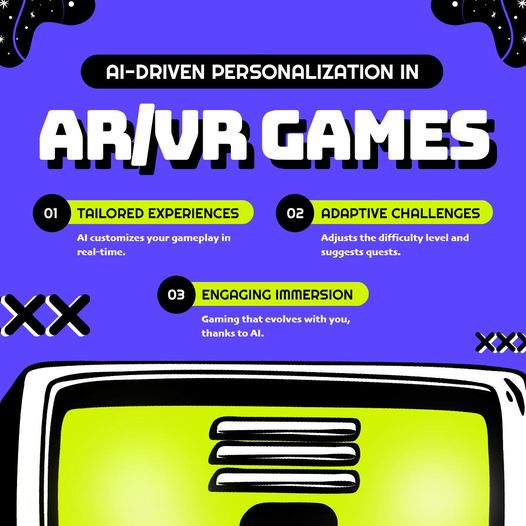 AI-DRIVEN PERSONALIZATION IN
AR/VR GAMES
01 TAILORED EXPERIENCES
AI customizes your gameplay in
real-time.
02 ADAPTIVE CHALLENGES
Adjusts the difficulty level and
suggests quests.
03 ENGAGING IMMERSION
Gaming that evolves with you,
thanks to AI.